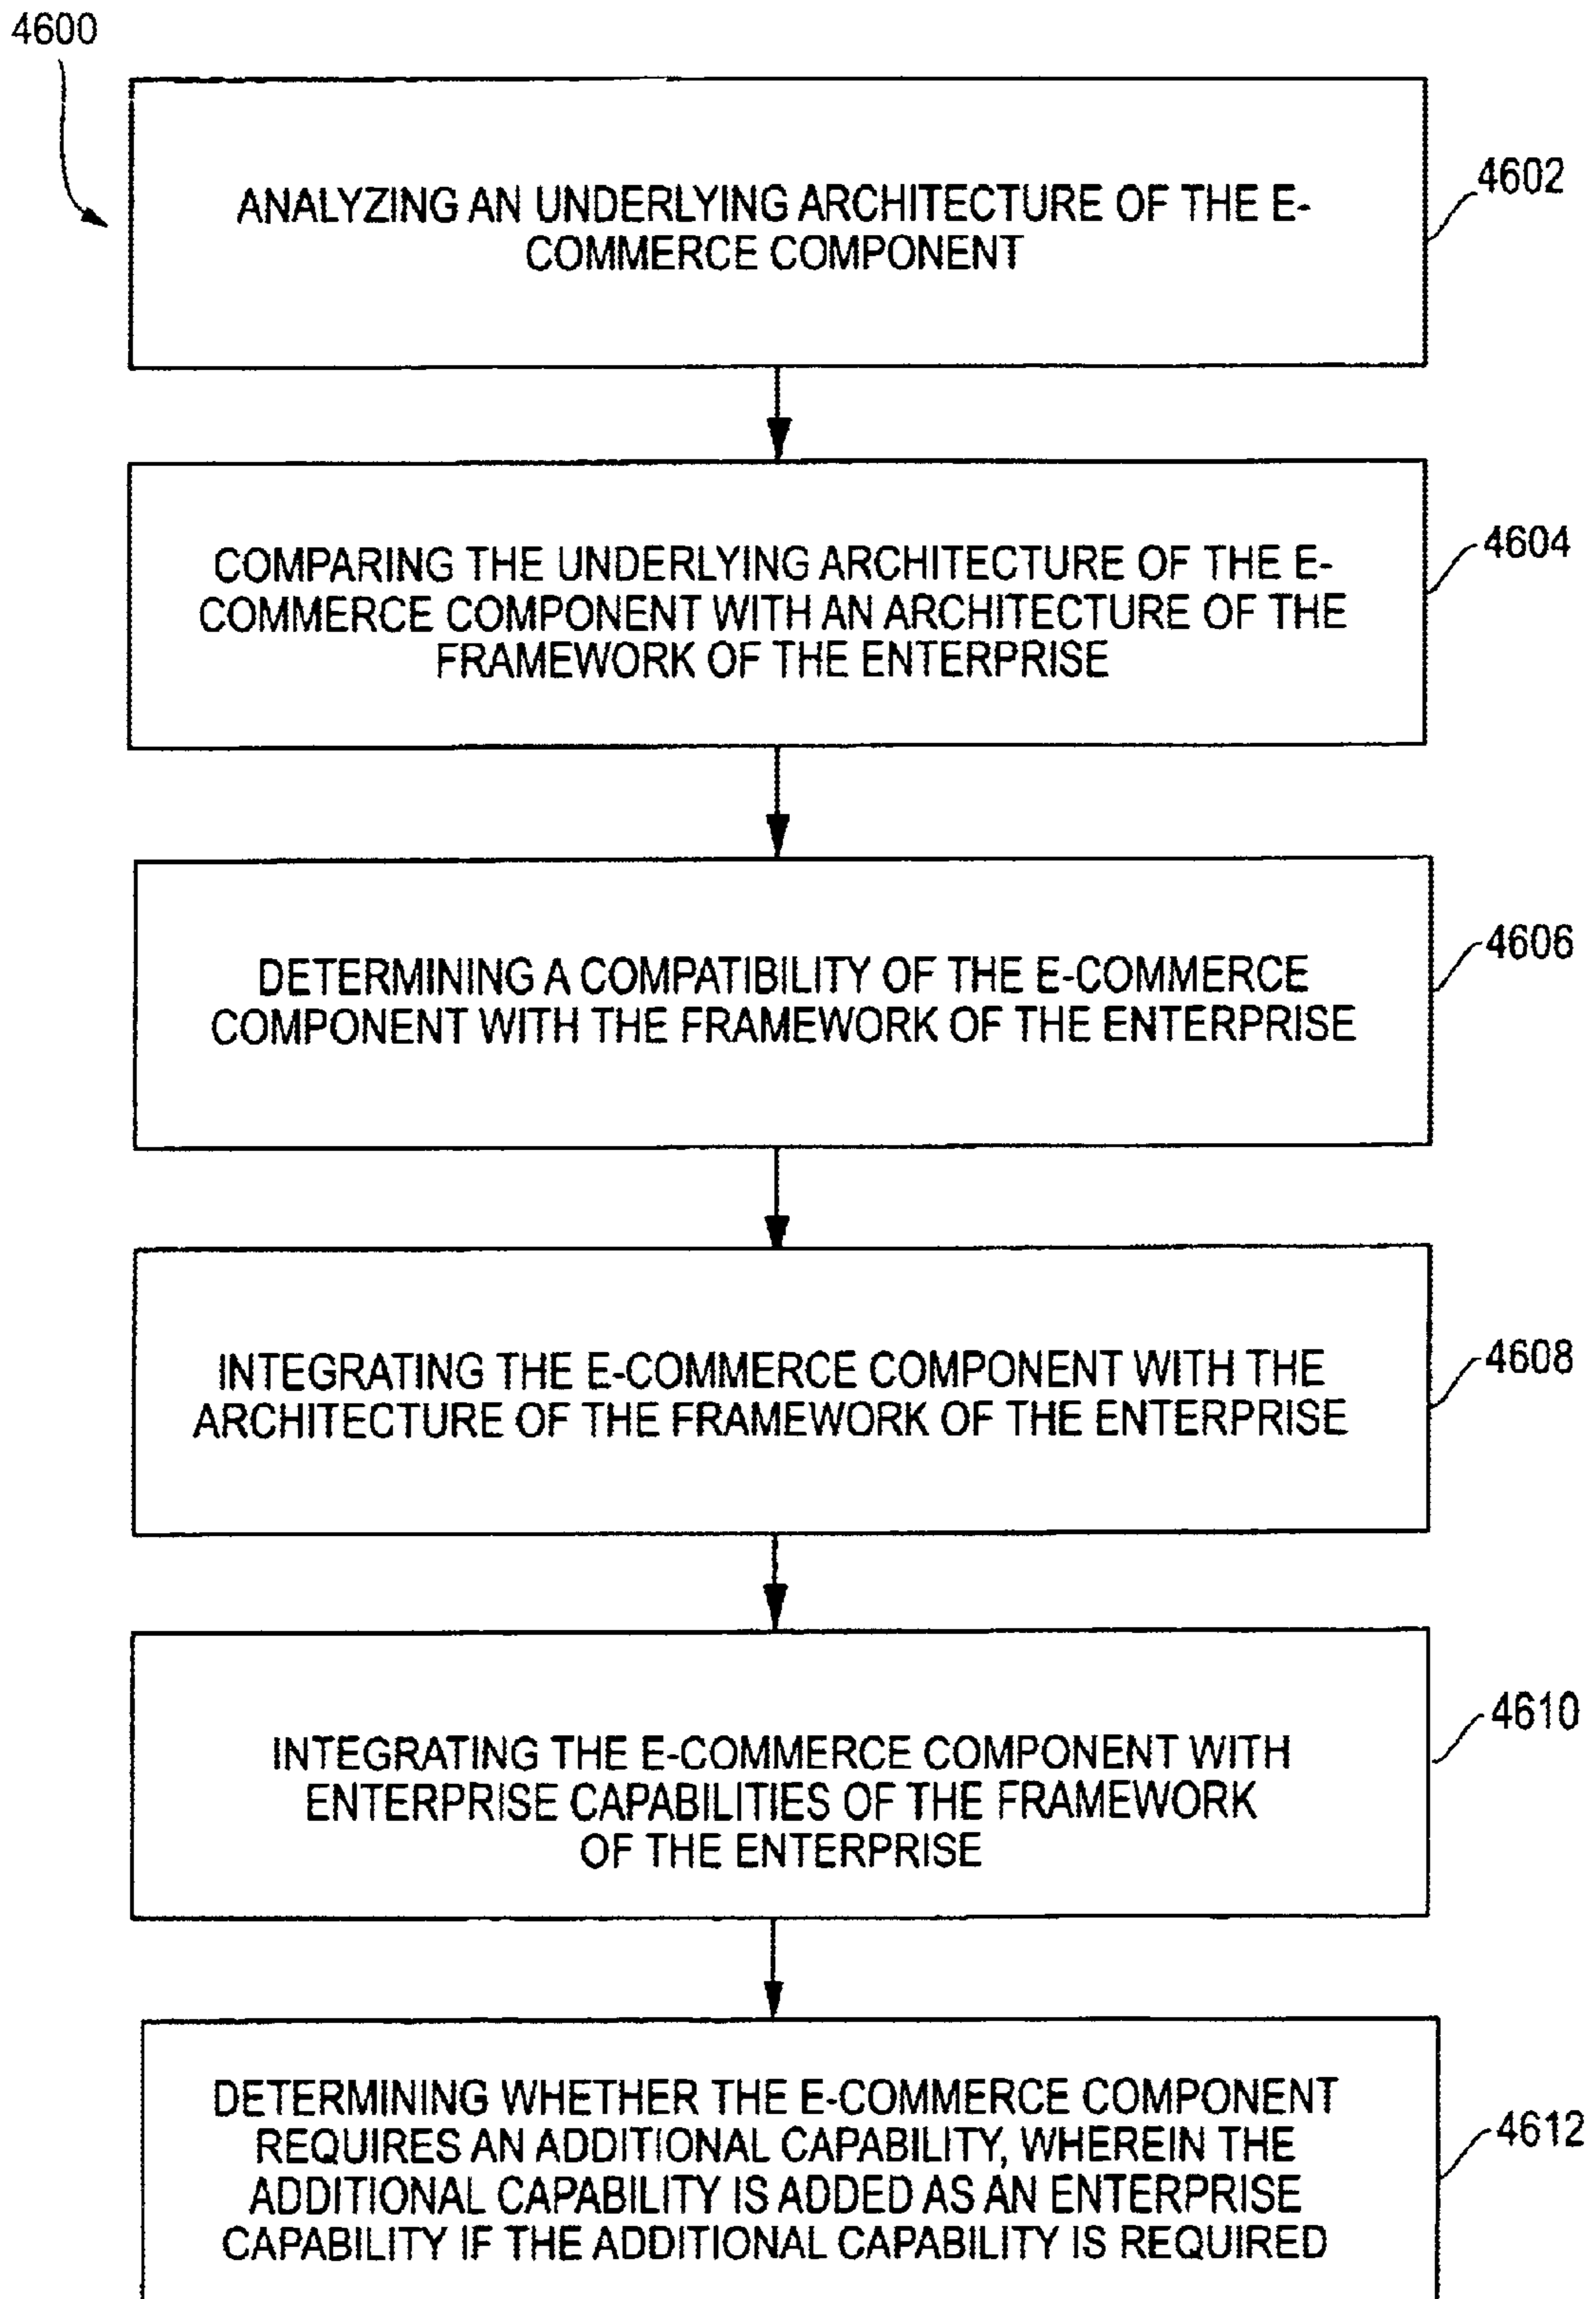 4600
ANALYZING AN UNDERLYING ARCHITECTURE OF THE E-
COMMERCE COMPONENT
4602
COMPARING THE UNDERLYING ARCHITECTURE OF THE E-
COMMERCE COMPONENT WITH AN ARCHITECTURE OF THE
FRAMEWORK OF THE ENTERPRISE
4604
DETERMINING A COMPATIBILITY OF THE E-COMMERCE
COMPONENT WITH THE FRAMEWORK OF THE ENTERPRISE
4606
INTEGRATING THE E-COMMERCE COMPONENT WITH THE
ARCHITECTURE OF THE FRAMEWORK OF THE ENTERPRISE
4608
INTEGRATING THE E-COMMERCE COMPONENT WITH
ENTERPRISE CAPABILITIES OF THE FRAMEWORK
OF THE ENTERPRISE
4610
DETERMINING WHETHER THE E-COMMERCE COMPONENT
REQUIRES AN ADDITIONAL CAPABILITY, WHEREIN THE
ADDITIONAL CAPABILITY IS ADDED AS AN ENTERPRISE
CAPABILITY IF THE ADDITIONAL CAPABILITY IS REQUIRED
4612